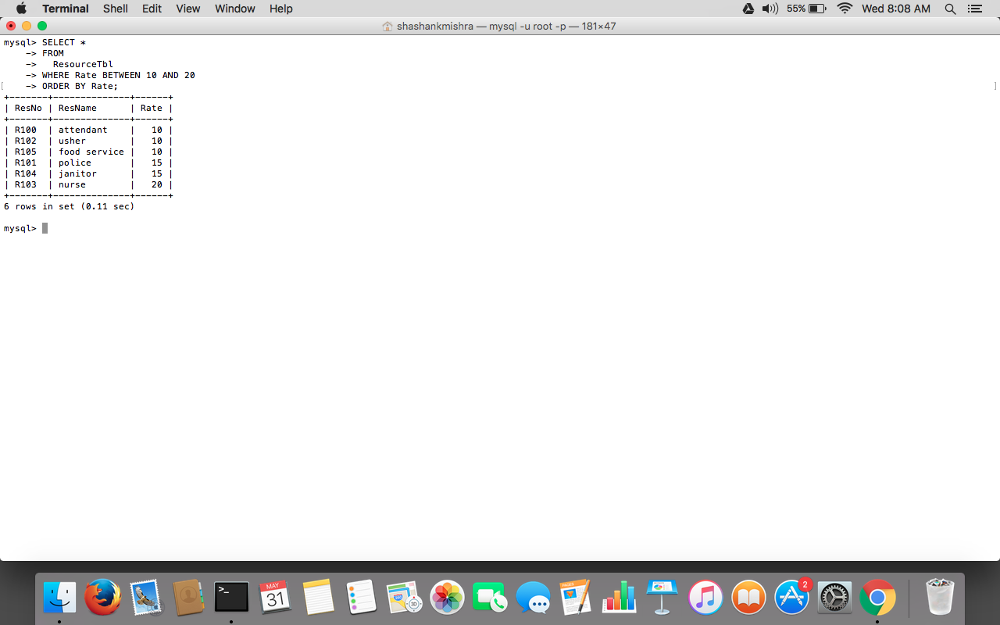 Terminal Shell Edit View Window Help 55% Wed 8:08 AM
shashankmishra — mysql -u root -p — 181×47
mysql> SELECT *
    -> FROM
    ->   ResourceTbl
    -> WHERE Rate BETWEEN 10 AND 20
[    -> ORDER BY Rate; ]
+-------+--------------+------+
| ResNo | ResName      | Rate |
+-------+--------------+------+
| R100  | attendant    |   10 |
| R102  | usher        |   10 |
| R105  | food service |   10 |
| R101  | police       |   15 |
| R104  | janitor      |   15 |
| R103  | nurse        |   20 |
+-------+--------------+------+
6 rows in set (0.11 sec)
mysql>
>_
MAY
31
3D
PAGES
2